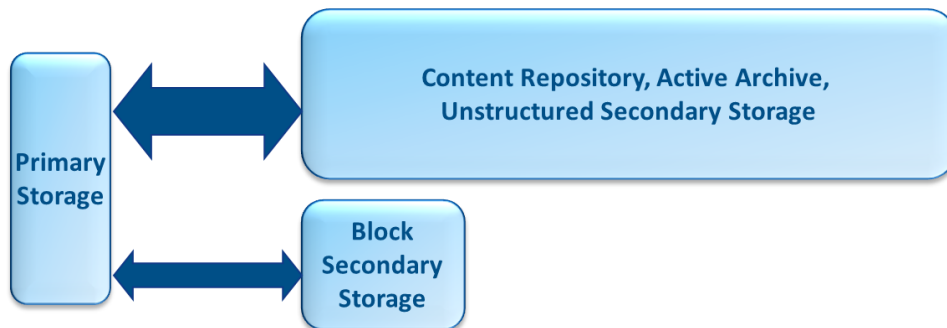 Content Repository, Active Archive,
Unstructured Secondary Storage
Primary
Storage
Block
Secondary
Storage